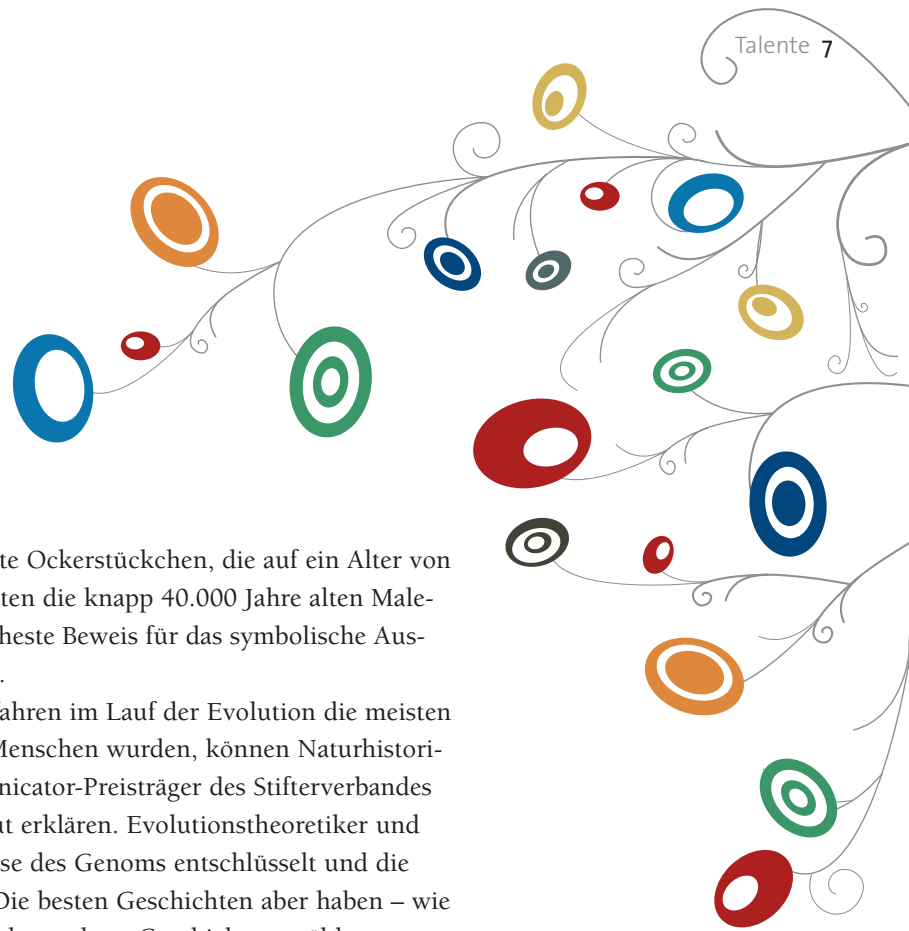 Talente 7
te Ockerstückchen, die auf ein Alter von
ten die knapp 40.000 Jahre alten Male-
heste Beweis für das symbolische Aus-
.
ahren im Lauf der Evolution die meisten
Menschen wurden, können Naturhistori-
nicator-Preisträger des Stifterverbandes
ut erklären. Evolutionstheoretiker und
se des Genoms entschlüsselt und die
Die besten Geschichten aber haben – wie